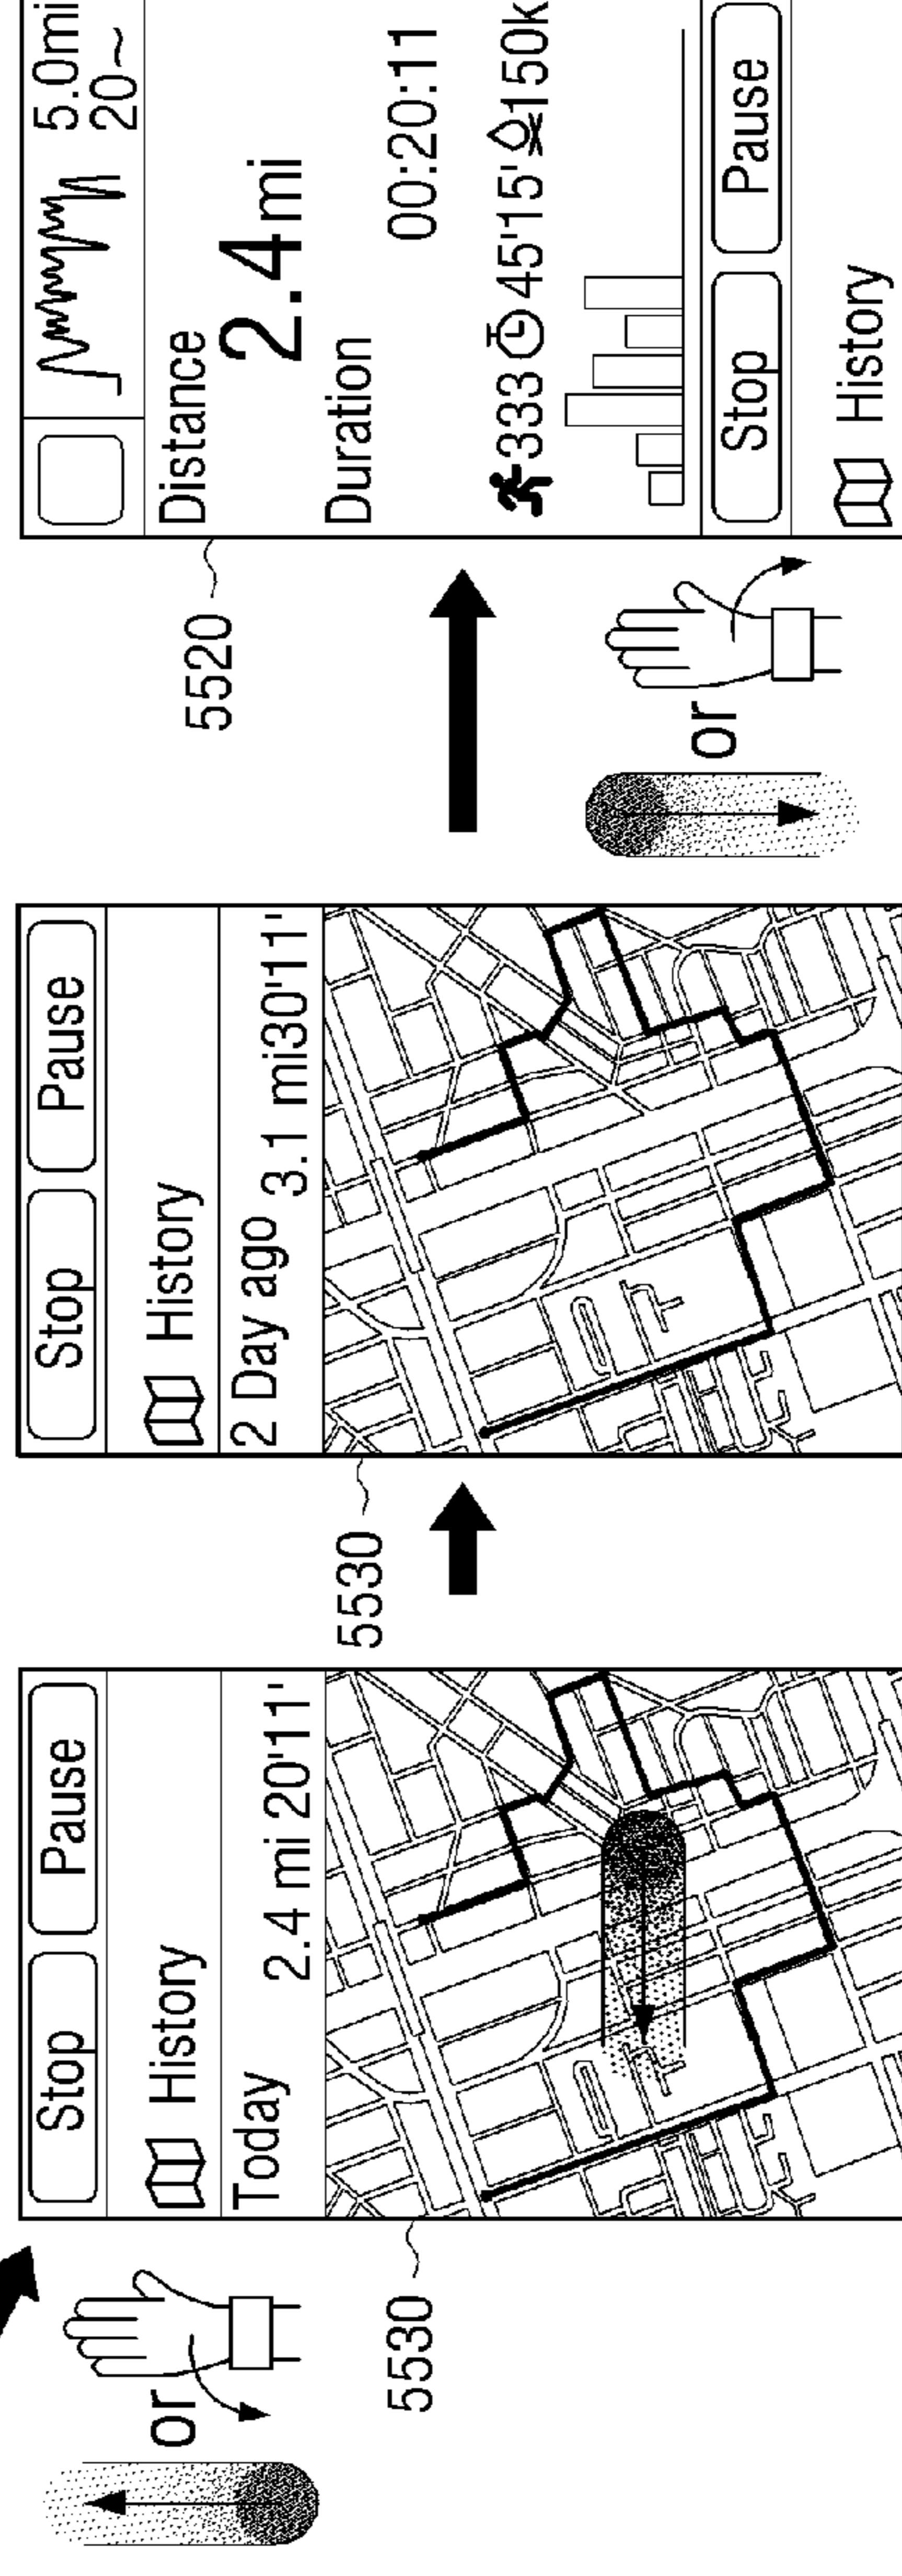 or
5530
Stop
Pause
History
Today
2.4 mi 20'11'
5530
Stop
Pause
History
2 Day ago
3.1 mi30'11'
or
5520
5.0mi
20~
Distance
2.4mi
Duration
00:20:11
333 45'15' 150k
Stop
Pause
History